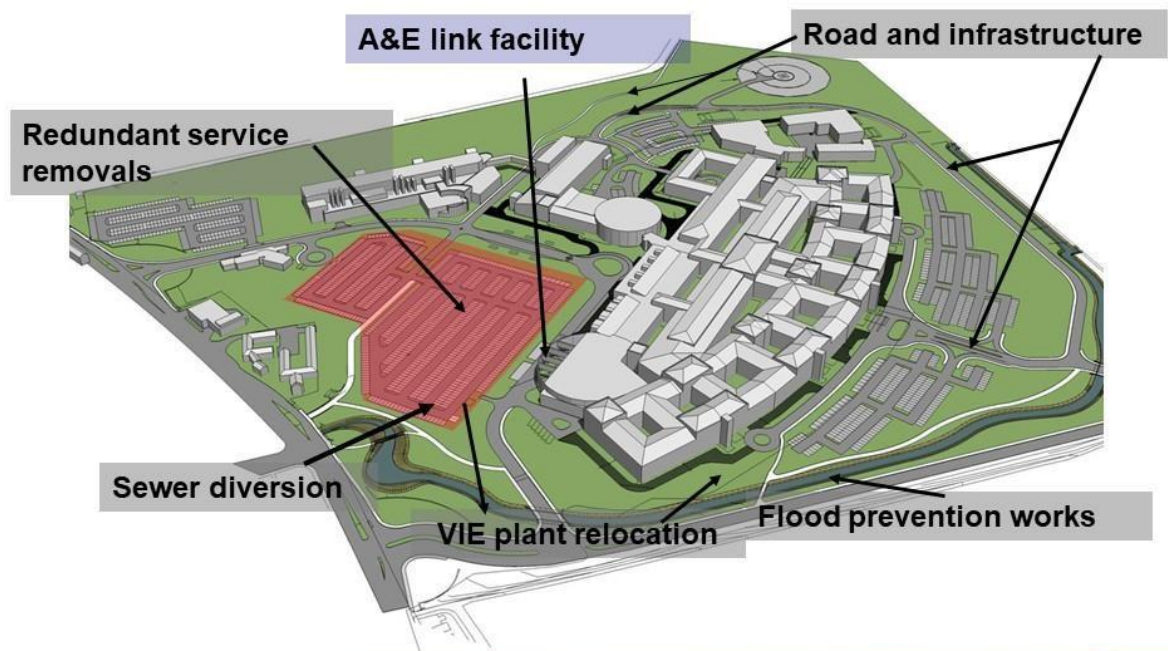 A&E link facility
Road and infrastructure
Redundant service
removals
Sewer diversion
VIE plant relocation
Flood prevention works